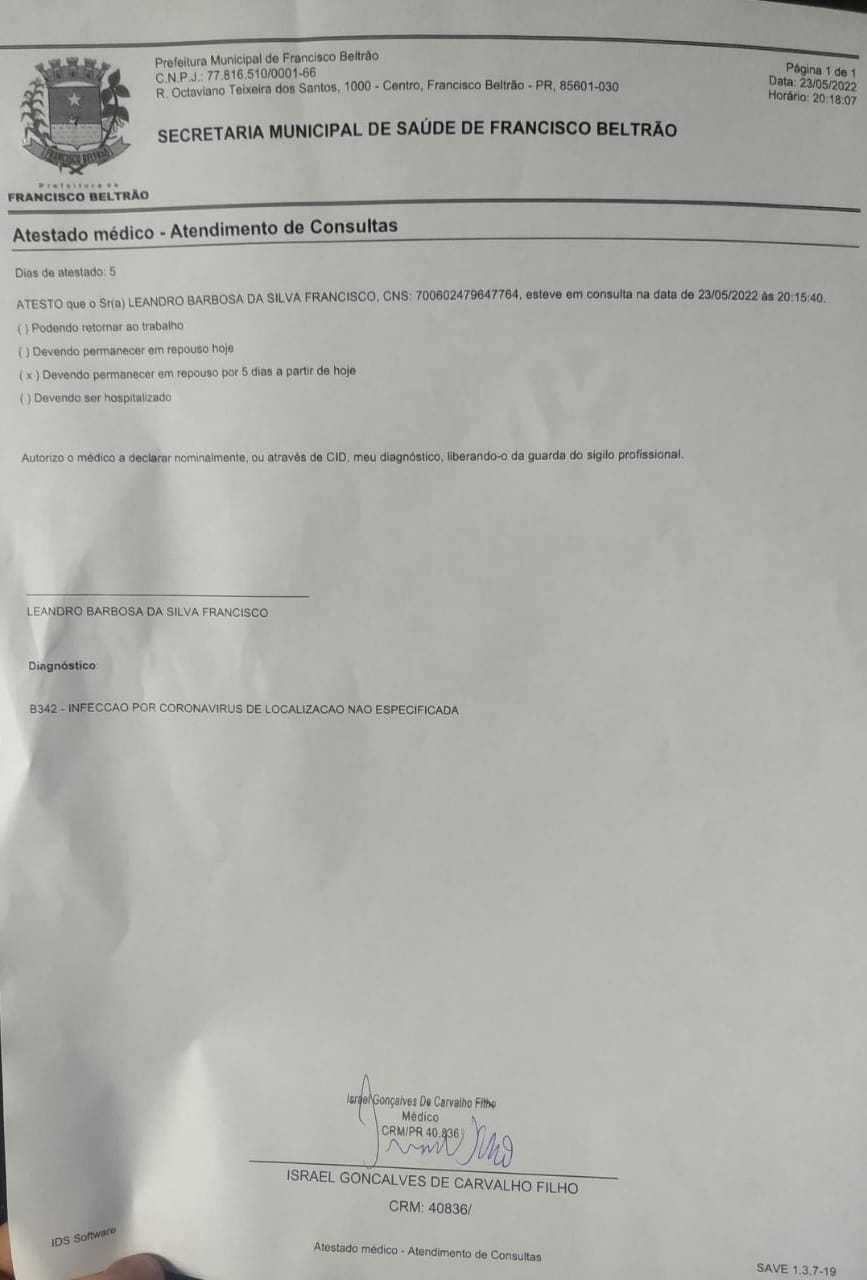 Prefeitura Municipal de Francisco Beltrão
C.N.P.J.: 77.816.510/0001-66
R. Octaviano Teixeira dos Santos, 1000 - Centro, Francisco Beltrão - PR, 85601-030
Página 1 de 1
Data: 23/05/2022
Horário: 20:18:07
SECRETARIA MUNICIPAL DE SAÚDE DE FRANCISCO BELTRÃO
FRANCISCO BELTRÃO
Prefeitura de
FRANCISCO BELTRÃO
Atestado médico - Atendimento de Consultas
Dias de atestado: 5
ATESTO que o Sr(a) LEANDRO BARBOSA DA SILVA FRANCISCO, CNS: 700602479647764, esteve em consulta na data de 23/05/2022 às 20:15:40.
( ) Podendo retornar ao trabalho
( ) Devendo permanecer em repouso hoje
( x ) Devendo permanecer em repouso por 5 dias a partir de hoje
( ) Devendo ser hospitalizado
Autorizo o médico a declarar nominalmente, ou através de CID, meu diagnóstico, liberando-o da guarda do sigilo profissional.
LEANDRO BARBOSA DA SILVA FRANCISCO
Diagnóstico
B342 - INFECCAO POR CORONAVIRUS DE LOCALIZACAO NAO ESPECIFICADA
Israel Gonçalves De Carvalho Filho
Médico
CRM/PR 40.836
ISRAEL GONCALVES DE CARVALHO FILHO
CRM: 40836/
IDS Software
Atestado médico - Atendimento de Consultas
SAVE 1.3.7-19